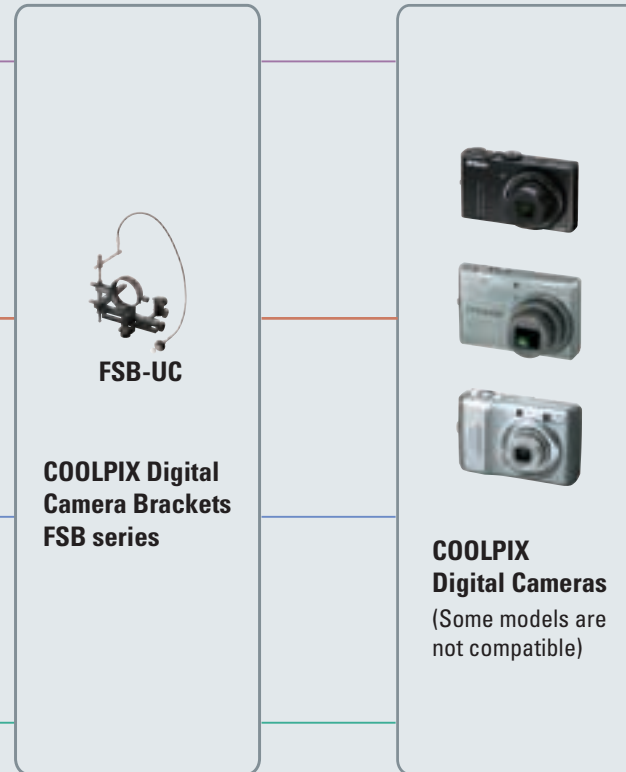 FSB-UC
COOLPIX Digital
Camera Brackets
FSB series
COOLPIX
Digital Cameras
(Some models are
not compatible)